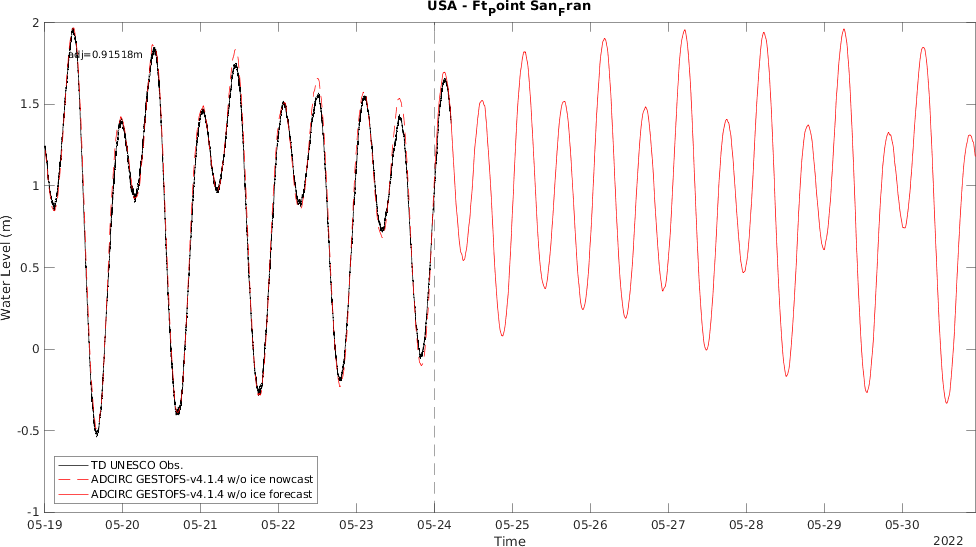 USA - Ft_Point San_Fran
adj=0.91518m
2
1.5
1
0.5
0
-0.5
-1
Water Level (m)
TD UNESCO Obs.
ADCIRC GESTOFS-v4.1.4 w/o ice nowcast
ADCIRC GESTOFS-v4.1.4 w/o ice forecast
05-19 05-20 05-21 05-22 05-23 05-24 05-25 05-26 05-27 05-28 05-29 05-30
Time
2022